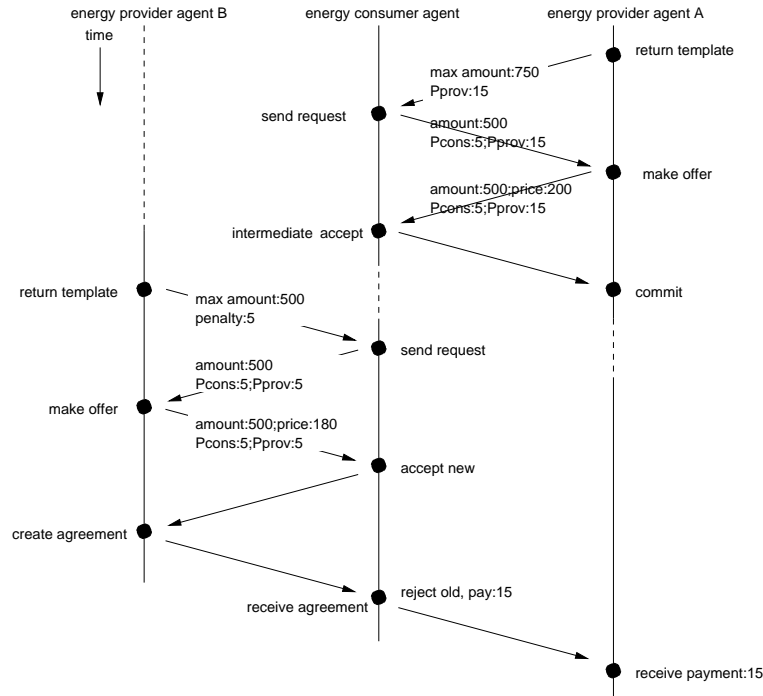 energy provider agent B
energy consumer agent
energy provider agent A
time
return template
max amount:750
Pprov:15
send request
amount:500
Pcons:5;Pprov:15
make offer
amount:500;price:200
Pcons:5;Pprov:15
intermediate accept
return template
commit
max amount:500
penalty:5
send request
amount:500
Pcons:5;Pprov:5
make offer
amount:500;price:180
Pcons:5;Pprov:5
accept new
create agreement
reject old, pay:15
receive agreement
receive payment:15